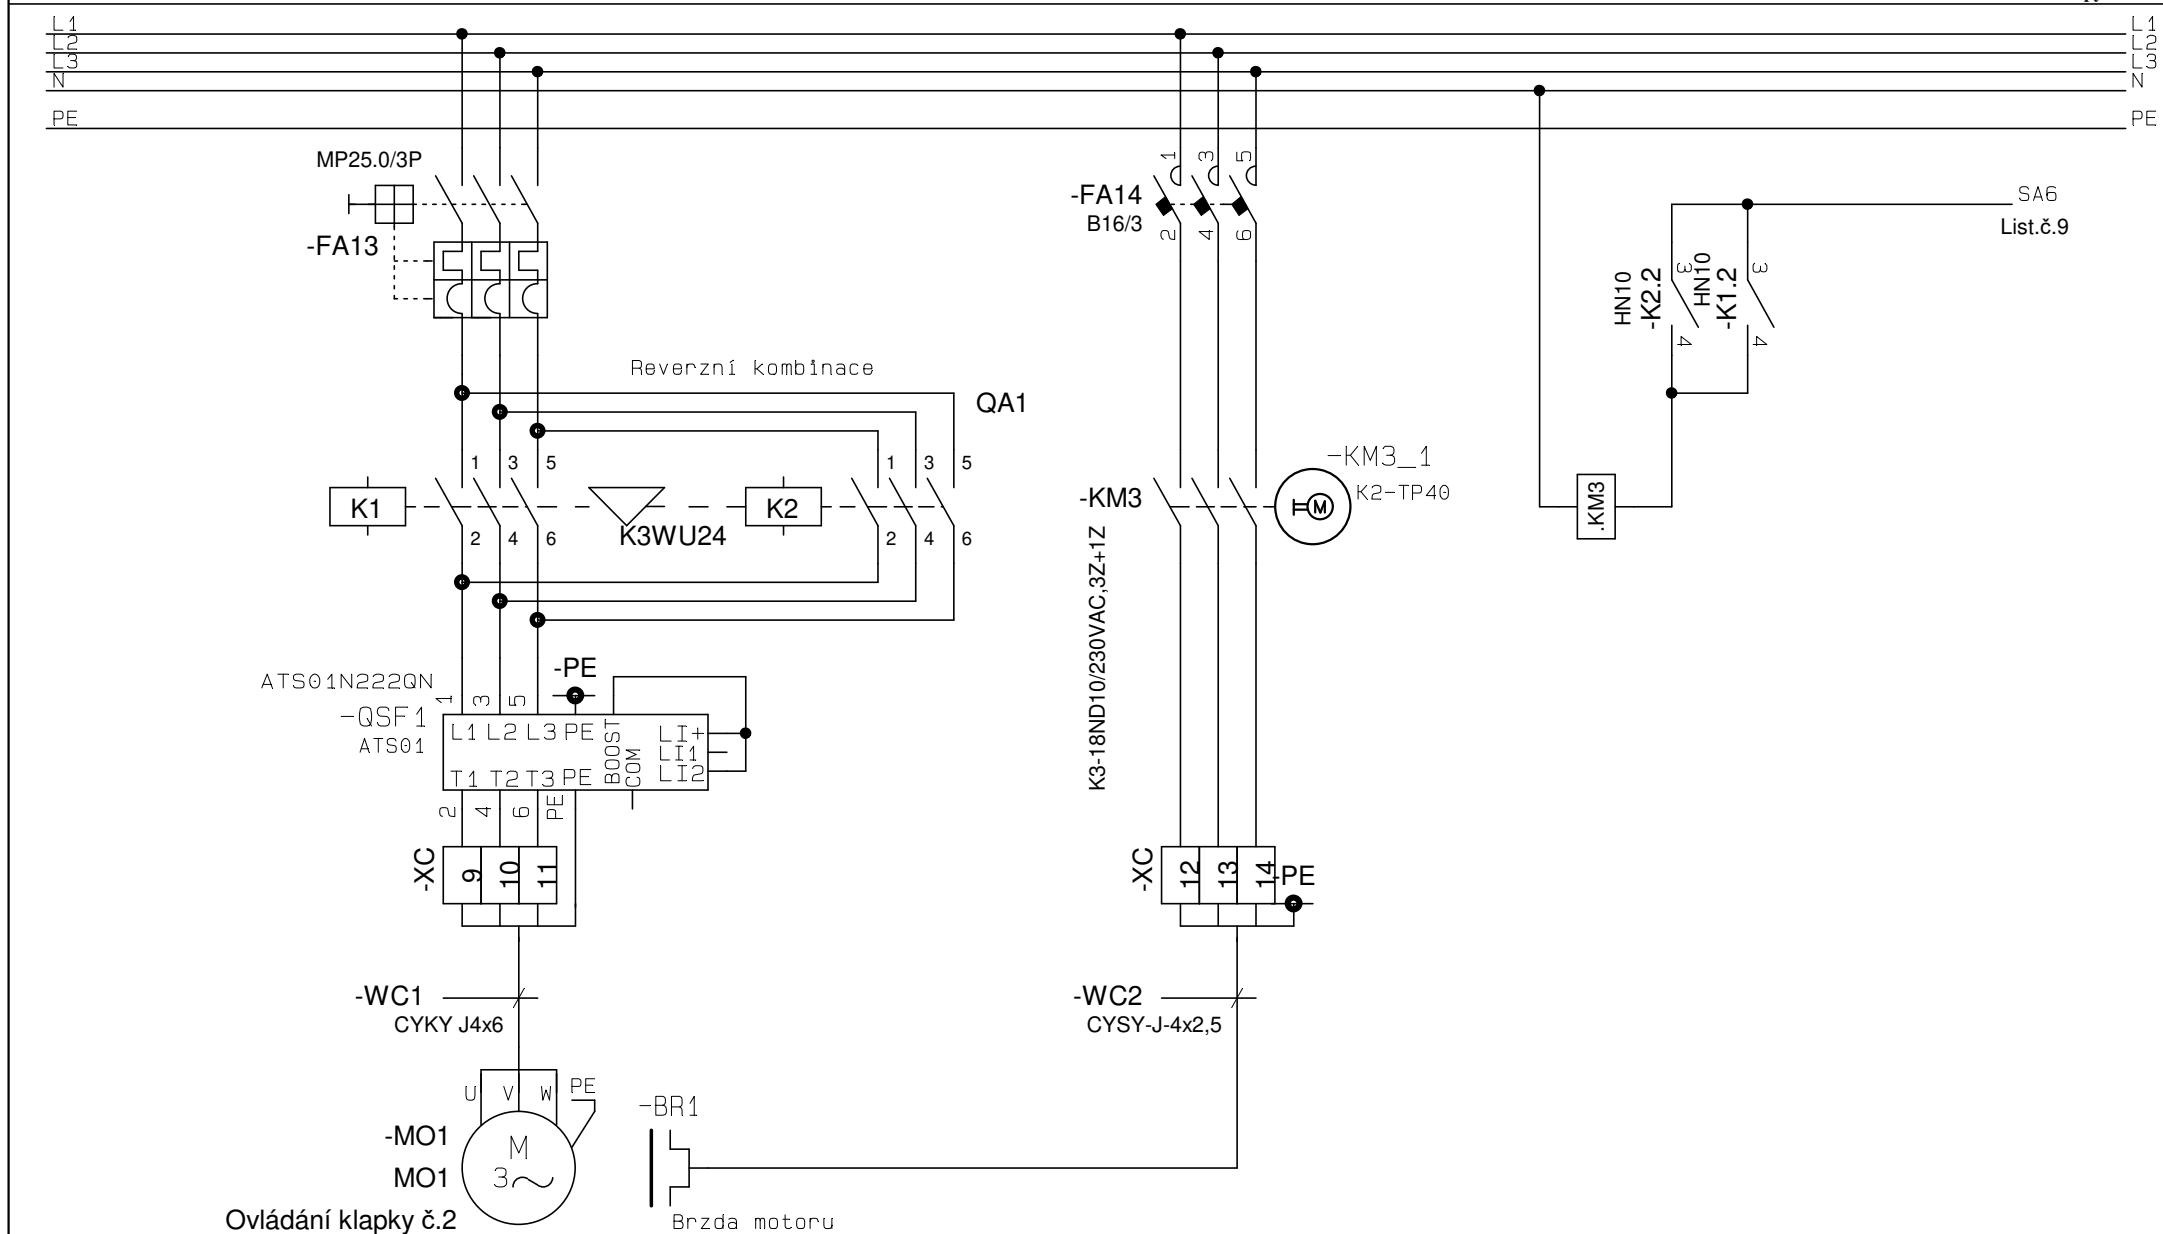 L1 L1
L2 L2
L3 L3
N N
PE PE
MP25.0/3P
-FA13
1 3 5
-FA14
B16/3
2 4 6
SA6
List.č.9
HN10
-K2.2
3
4
HN10
-K1.2
3
4
Reverzní kombinace
QA1
1 3 5
1 3 5
K1
K2
K3WU24
2 4 6
2 4 6
-KM3_1
K2-TP40
M
-KM3
K3-18ND10/230VAC,3Z+1Z
.KM3
ATS01N222QN
-QSF1
ATS01
1 3 5
-PE
L1 L2 L3 PE
BOOST
COM
LI+
LI1
LI2
T1 T2 T3 PE
2 4 6 PE
-XC
9 10 11
-XC
12 13 14
-PE
-WC1
CYKY J4x6
-WC2
CYSY-J-4x2,5
U V W PE
-MO1
MO1
M
3
Ovládání klapky č.2
-BR1
Brzda motoru